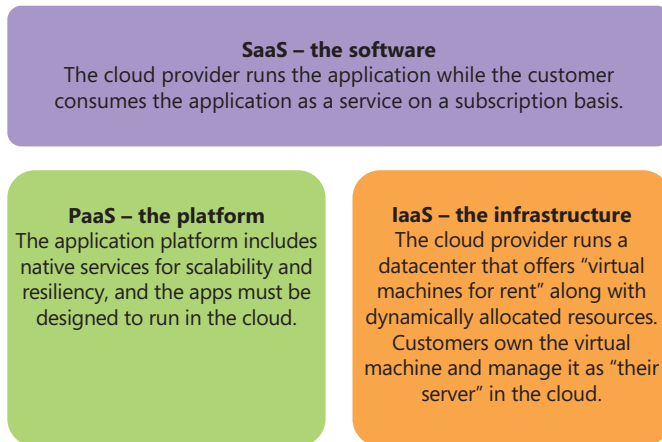 SaaS – the software
The cloud provider runs the application while the customer
consumes the application as a service on a subscription basis.
PaaS – the platform
The application platform includes
native services for scalability and
resiliency, and the apps must be
designed to run in the cloud.
IaaS – the infrastructure
The cloud provider runs a
datacenter that offers “virtual
machines for rent” along with
dynamically allocated resources.
Customers own the virtual
machine and manage it as “their
server” in the cloud.